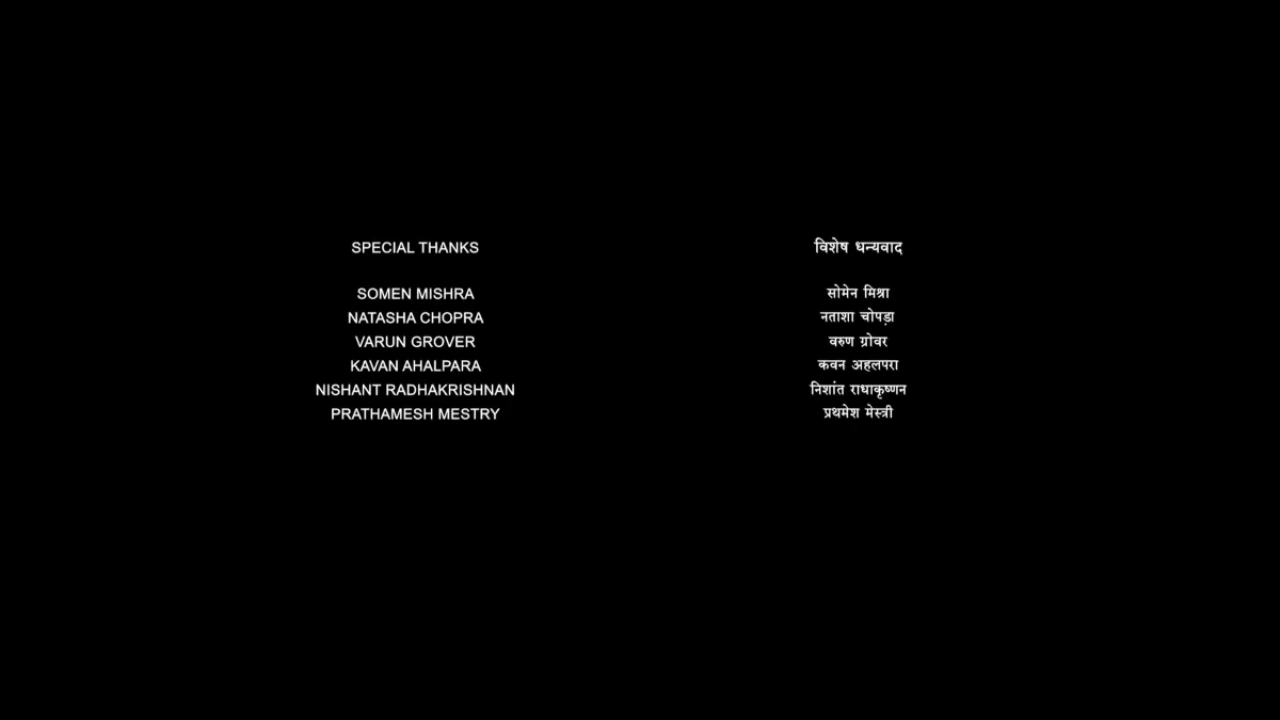 SPECIAL THANKS
SOMEN MISHRA
NATASHA CHOPRA
VARUN GROVER
KAVAN AHALPARA
NISHANT RADHAKRISHNAN
PRATHAMESH MESTRY
विशेष धन्यवाद
सोमेन मिश्रा
नताशा चोपड़ा
वरुण ग्रोवर
कवन अहलपरा
निशांत राधाकृष्णन
प्रथमेश मेस्त्री